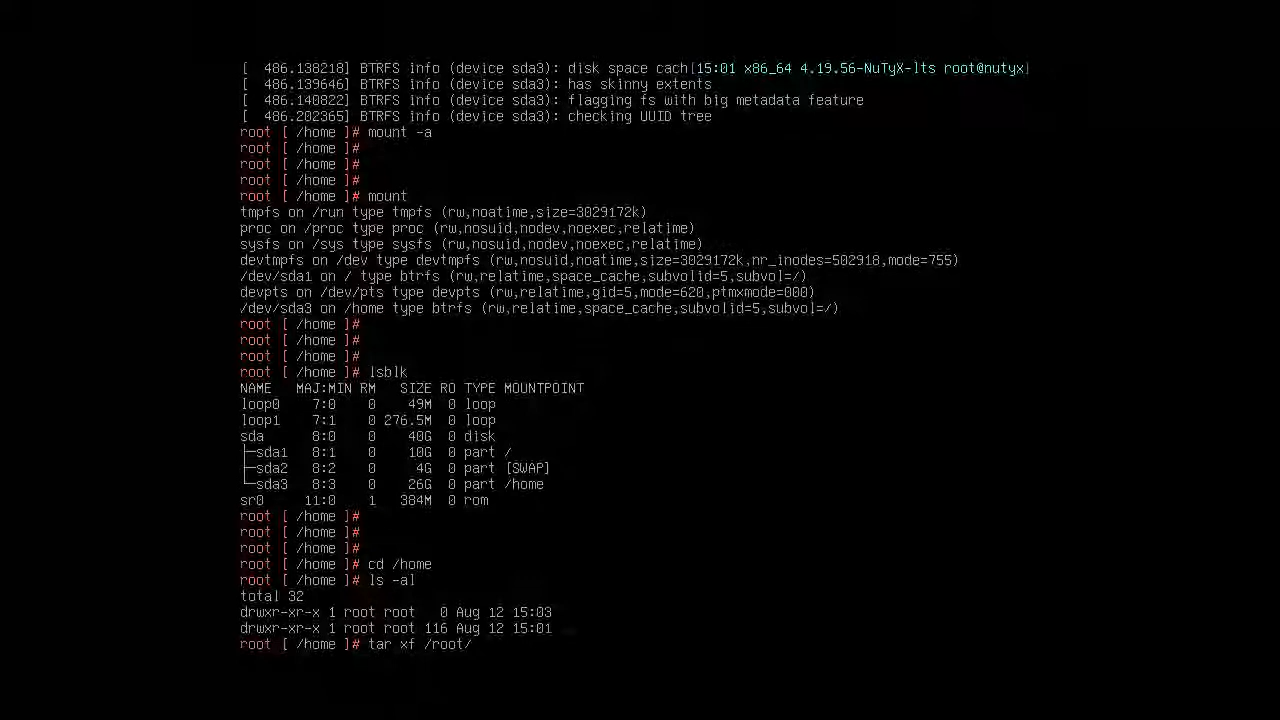 [  486.138218] BTRFS info (device sda3): disk space cach[15:01 x86_64 4.19.56-NuTyX-lts root@nutyx]
[  486.139646] BTRFS info (device sda3): has skinny extents
[  486.140822] BTRFS info (device sda3): flagging fs with big metadata feature
[  486.202365] BTRFS info (device sda3): checking UUID tree
root [ /home ]# mount -a
root [ /home ]#
root [ /home ]#
root [ /home ]#
root [ /home ]# mount
tmpfs on /run type tmpfs (rw,noatime,size=3029172k)
proc on /proc type proc (rw,nosuid,nodev,noexec,relatime)
sysfs on /sys type sysfs (rw,nosuid,nodev,noexec,relatime)
devtmpfs on /dev type devtmpfs (rw,nosuid,noatime,size=3029172k,nr_inodes=502918,mode=755)
/dev/sda1 on / type btrfs (rw,relatime,space_cache,subvolid=5,subvol=/)
devpts on /dev/pts type devpts (rw,relatime,gid=5,mode=620,ptmxmode=000)
/dev/sda3 on /home type btrfs (rw,relatime,space_cache,subvolid=5,subvol=/)
root [ /home ]#
root [ /home ]#
root [ /home ]#
root [ /home ]# lsblk
NAME   MAJ:MIN RM   SIZE RO TYPE MOUNTPOINT
loop0    7:0    0    49M  0 loop
loop1    7:1    0 276.5M  0 loop
sda      8:0    0    40G  0 disk
├─sda1   8:1    0    10G  0 part /
├─sda2   8:2    0     4G  0 part [SWAP]
└─sda3   8:3    0    26G  0 part /home
sr0     11:0    1   384M  0 rom
root [ /home ]#
root [ /home ]#
root [ /home ]#
root [ /home ]# cd /home
root [ /home ]# ls -al
total 32
drwxr-xr-x 1 root root   0 Aug 12 15:03
drwxr-xr-x 1 root root 116 Aug 12 15:01
root [ /home ]# tar xf /root/